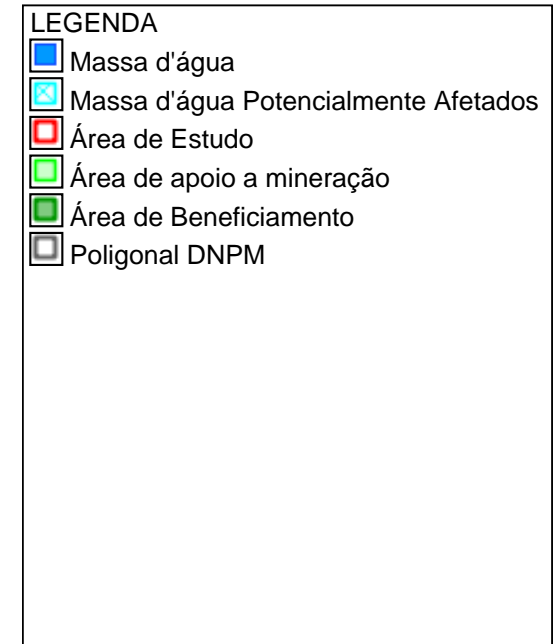 LEGENDA
Massa d'água
Massa d'água Potencialmente Afetados
Área de Estudo
Área de apoio a mineração
Área de Beneficiamento
Poligonal DNPM